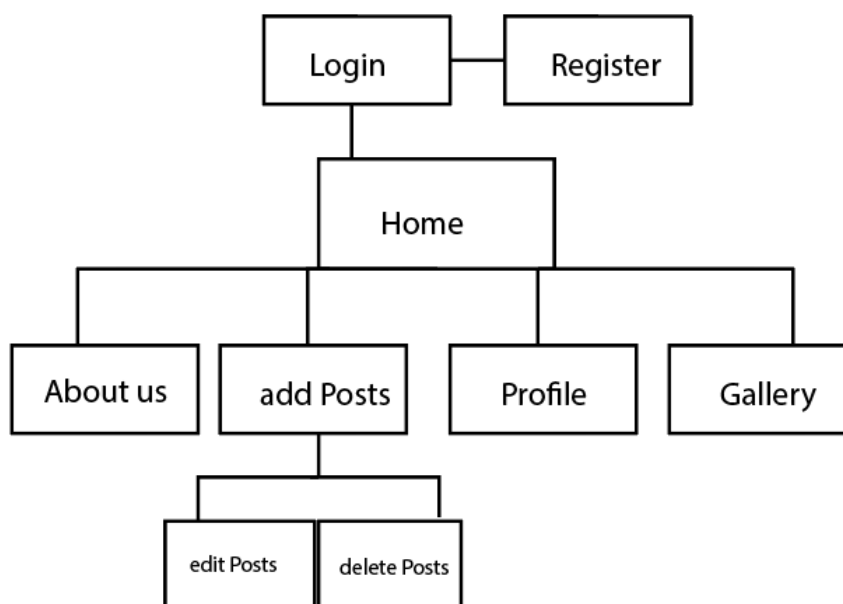 Login
Register
Home
About us
add Posts
Profile
Gallery
edit Posts
delete Posts